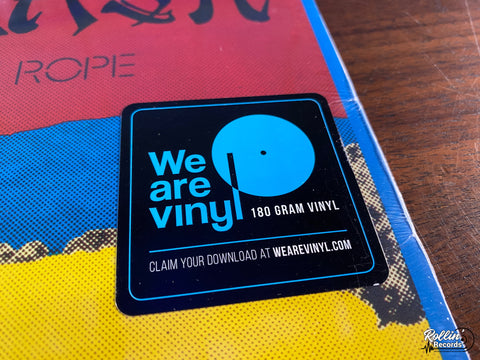 ROPE
We
are
vinyl
180 GRAM VINYL
CLAIM YOUR DOWNLOAD AT WEAREVINYL.COM
Rollin'
Records